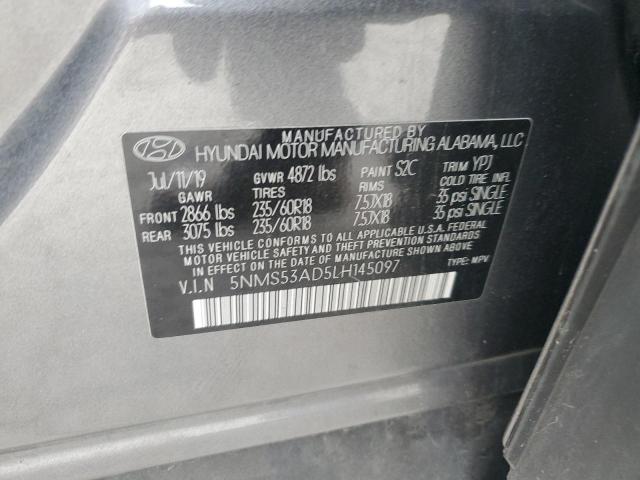 MANUFACTURED BY
HYUNDAI MOTOR MANUFACTURING ALABAMA, LLC
Jul/11/19 GVWR 4872 lbs PAINT S2C TRIM YPJ
GAWR TIRES RIMS COLD TIRE INFL
FRONT 2866 lbs 235/60R18 7.5JX18 35 psi SINGLE
REAR 3075 lbs 235/60R18 7.5JX18 35 psi SINGLE
THIS VEHICLE CONFORMS TO ALL APPLICABLE U.S.A. FEDERAL
MOTOR VEHICLE SAFETY, BUMPER, AND THEFT PREVENTION
STANDARDS IN EFFECT ON THE DATE OF MANUFACTURE SHOWN ABOVE.
V.I.N 5NMS53AD5LH145097 TYPE: MPV